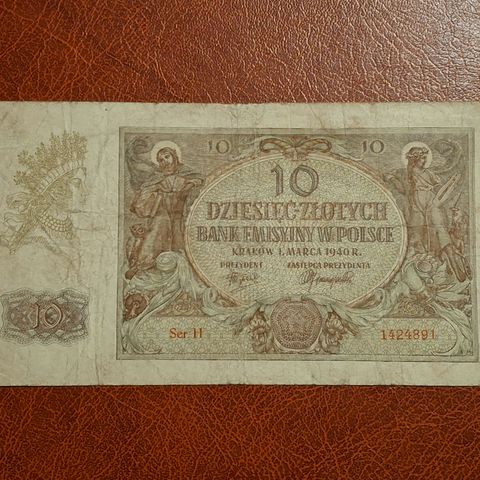 10 10
10
DZIESIĘĆ ZŁOTYCH
BANK EMISYJNY W POLSCE
KRAKÓW 1. MARCA 1940 R.
PREZYDENT ZASTĘPCA PREZYDENTA
10
Ser H 1424891